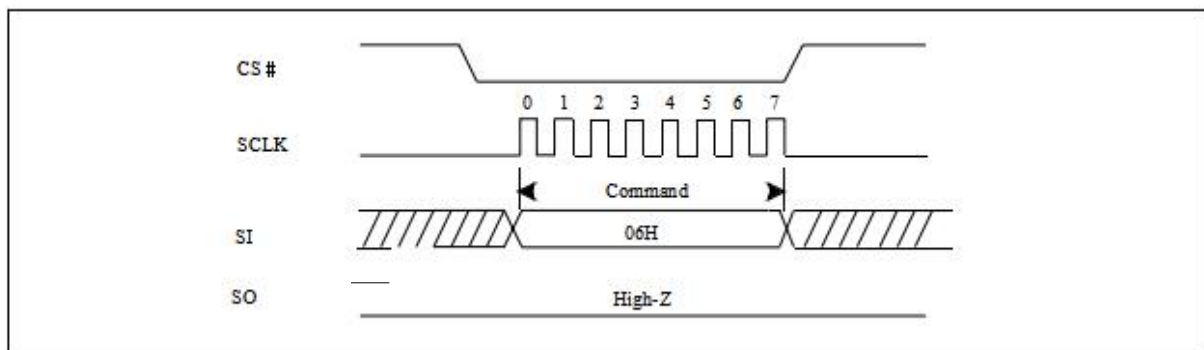 CS#
0 1 2 3 4 5 6 7
SCLK
Command
SI
06H
SO
High-Z